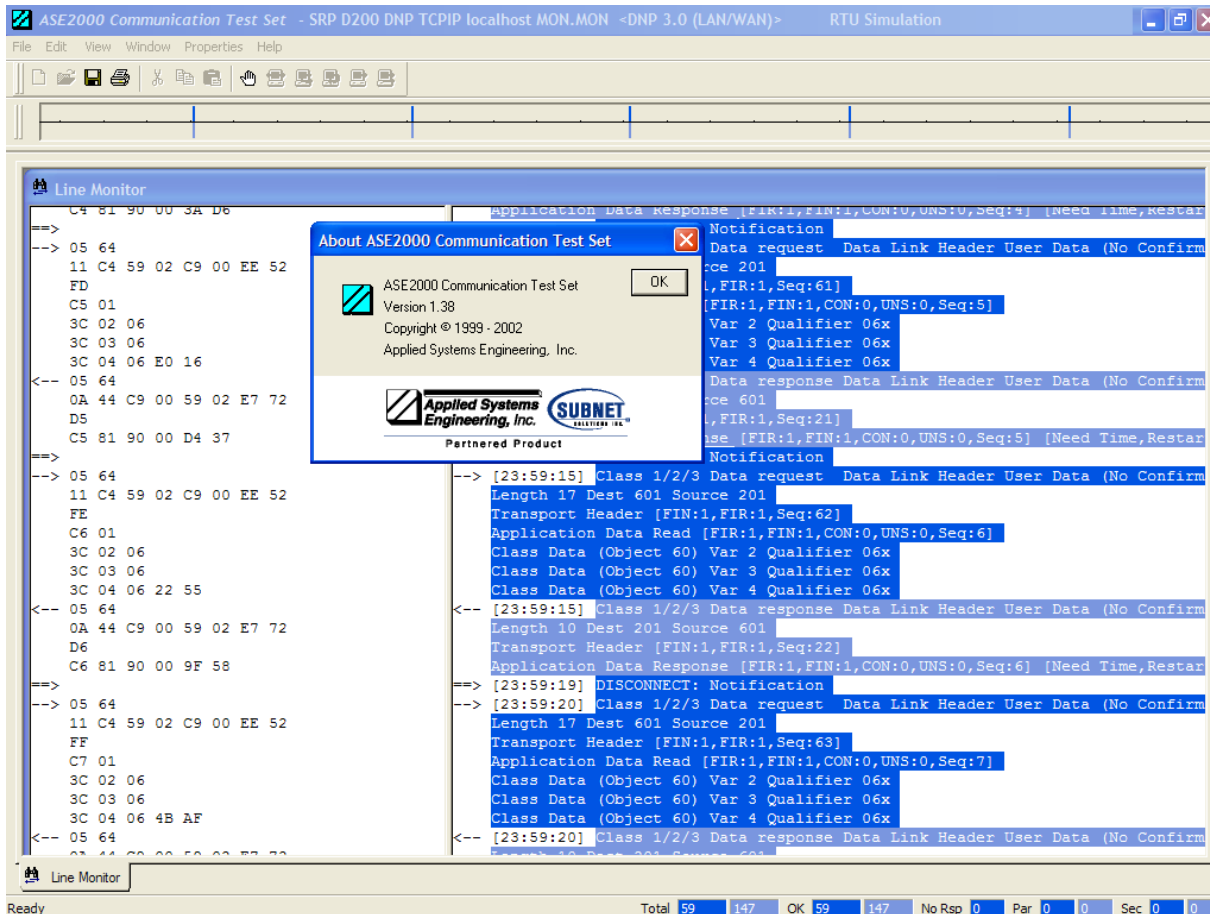 ASE2000 Communication Test Set - SRP D200 DNP TCPIP localhost MON.MON <DNP 3.0 (LAN/WAN)> RTU Simulation
File Edit View Window Properties Help
Line Monitor
C4 81 90 00 3A D6
==>
--> 05 64
11 C4 59 02 C9 00 EE 52
FD
C5 01
3C 02 06
3C 03 06
3C 04 06 E0 16
<-- 05 64
0A 44 C9 00 59 02 E7 72
D5
C5 81 90 00 D4 37
==>
--> 05 64
11 C4 59 02 C9 00 EE 52
FE
C6 01
3C 02 06
3C 03 06
3C 04 06 22 55
<-- 05 64
0A 44 C9 00 59 02 E7 72
D6
C6 81 90 00 9F 58
==>
--> 05 64
11 C4 59 02 C9 00 EE 52
FF
C7 01
3C 02 06
3C 03 06
3C 04 06 4B AF
<-- 05 64
0A 44 C9 00 59 02 E7 72
Application Data Response [FIR:1,FIN:1,CON:0,UNS:0,Seq:4] [Need Time,Restar
Notification
Data request Data Link Header User Data (No Confirm
rce 201
,FIR:1,Seq:61]
[FIR:1,FIN:1,CON:0,UNS:0,Seq:5]
Var 2 Qualifier 06x
Var 3 Qualifier 06x
Var 4 Qualifier 06x
Data response Data Link Header User Data (No Confirm
rce 601
,FIR:1,Seq:21]
nse [FIR:1,FIN:1,CON:0,UNS:0,Seq:5] [Need Time,Restar
Notification
--> [23:59:15] Class 1/2/3 Data request Data Link Header User Data (No Confirm
Length 17 Dest 601 Source 201
Transport Header [FIN:1,FIR:1,Seq:62]
Application Data Read [FIR:1,FIN:1,CON:0,UNS:0,Seq:6]
Class Data (Object 60) Var 2 Qualifier 06x
Class Data (Object 60) Var 3 Qualifier 06x
Class Data (Object 60) Var 4 Qualifier 06x
<-- [23:59:15] Class 1/2/3 Data response Data Link Header User Data (No Confirm
Length 10 Dest 201 Source 601
Transport Header [FIN:1,FIR:1,Seq:22]
Application Data Response [FIR:1,FIN:1,CON:0,UNS:0,Seq:6] [Need Time,Restar
==> [23:59:19] DISCONNECT: Notification
--> [23:59:20] Class 1/2/3 Data request Data Link Header User Data (No Confirm
Length 17 Dest 601 Source 201
Transport Header [FIN:1,FIR:1,Seq:63]
Application Data Read [FIR:1,FIN:1,CON:0,UNS:0,Seq:7]
Class Data (Object 60) Var 2 Qualifier 06x
Class Data (Object 60) Var 3 Qualifier 06x
Class Data (Object 60) Var 4 Qualifier 06x
<-- [23:59:20] Class 1/2/3 Data response Data Link Header User Data (No Confirm
Length 10 Dest 201 Source 601
About ASE2000 Communication Test Set
ASE2000 Communication Test Set
OK
Version 1.38
Copyright © 1999 - 2002
Applied Systems Engineering, Inc.
Applied Systems
Engineering, Inc.
SUBNET
SOLUTIONS INC.
Partnered Product
Line Monitor
Ready Total 59 147 OK 59 147 No Rsp 0 Par 0 0 Sec 0 0